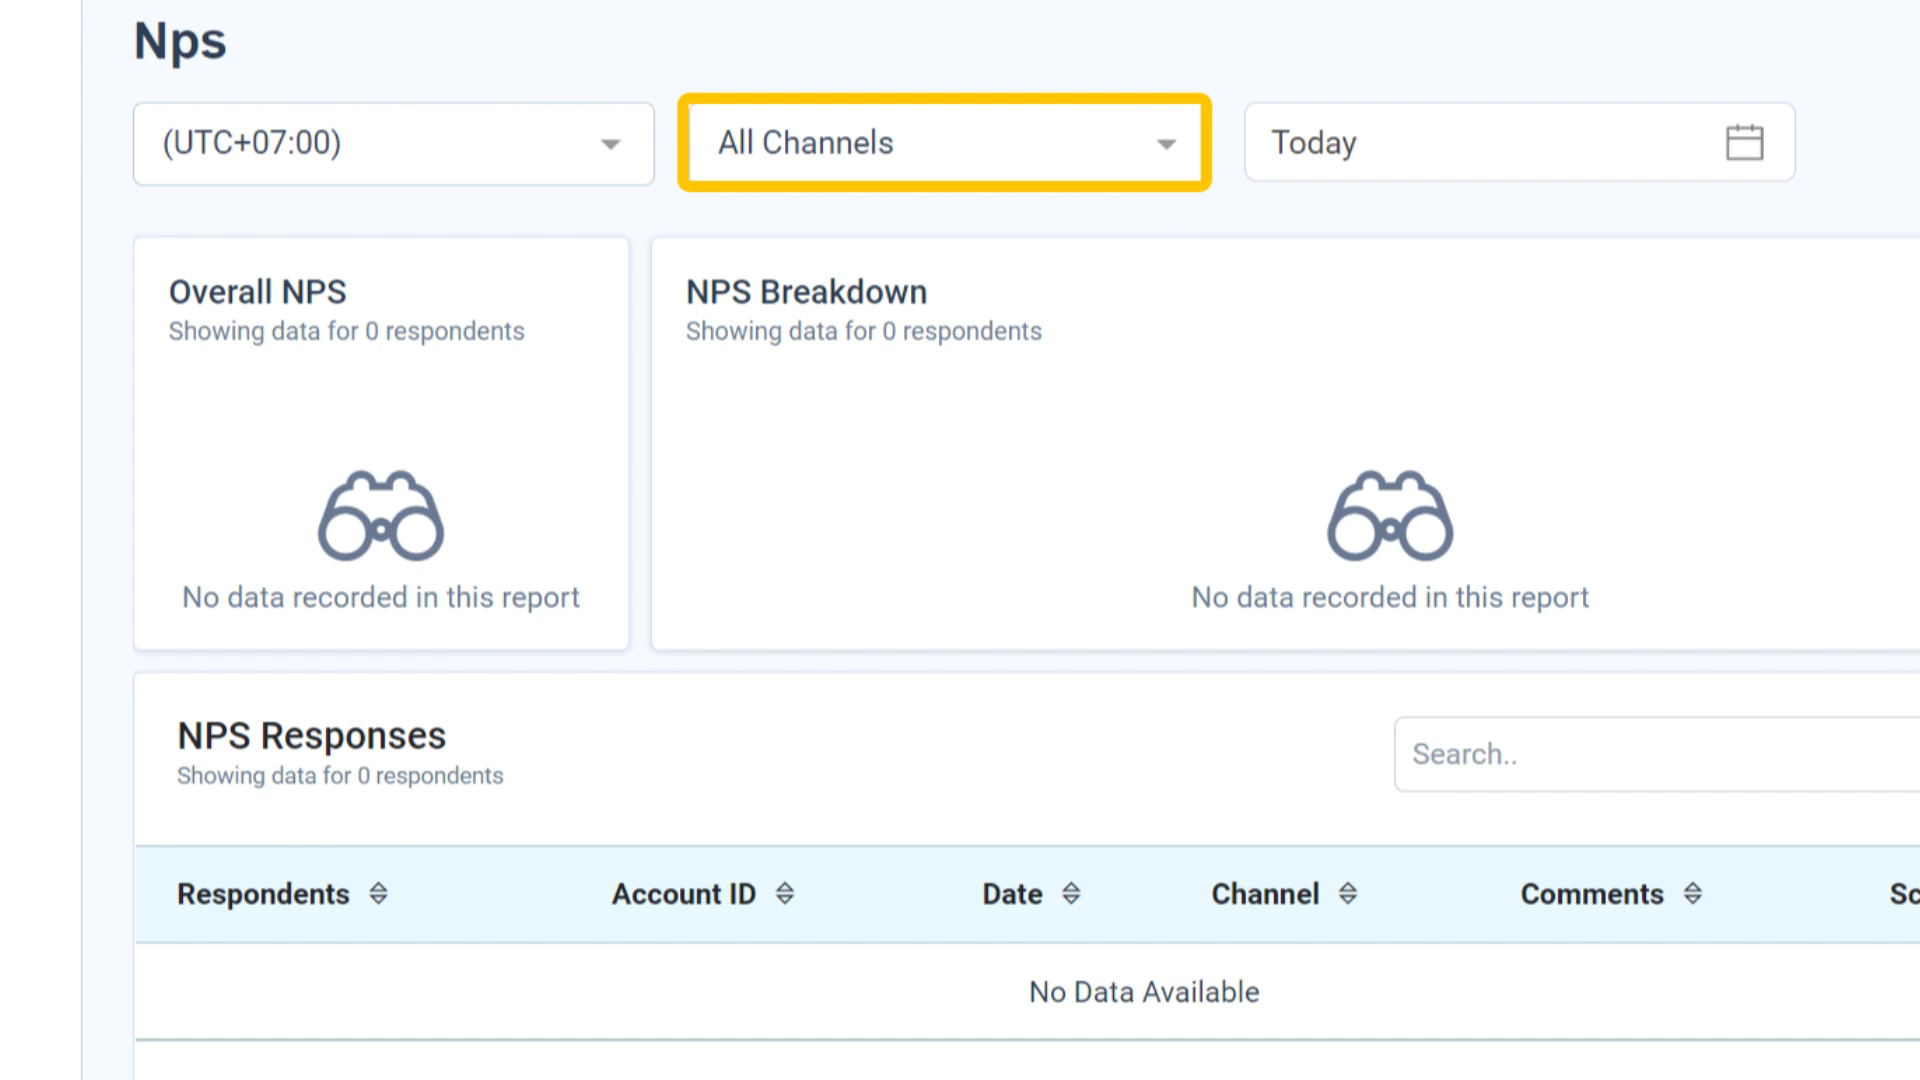 Nps
(UTC+07:00)
All Channels
Today
Overall NPS
Showing data for 0 respondents
No data recorded in this report
NPS Breakdown
Showing data for 0 respondents
No data recorded in this report
NPS Responses
Showing data for 0 respondents
Search..
Respondents Account ID Date Channel Comments Sc
No Data Available